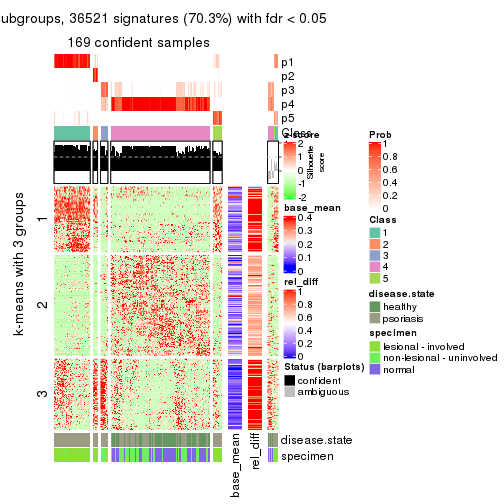 ubgroups, 36521 signatures (70.3%) with fdr < 0.05
169 confident samples
p1
p2
p3
p4
p5
Class
z-score
2
1
0
-1
-2
Silhouette
score
base_mean
0.4
0.3
0.2
0.1
0
rel_diff
1
0.8
0.6
0.4
0.2
0
Status (barplots)
confident
ambiguous
Prob
1
0.8
0.6
0.4
0.2
0
Class
1
2
3
4
5
disease.state
healthy
psoriasis
specimen
lesional - involved
non-lesional - uninvolved
normal
k-means with 3 groups
1
2
3
disease.state
specimen
base_mean
rel_diff